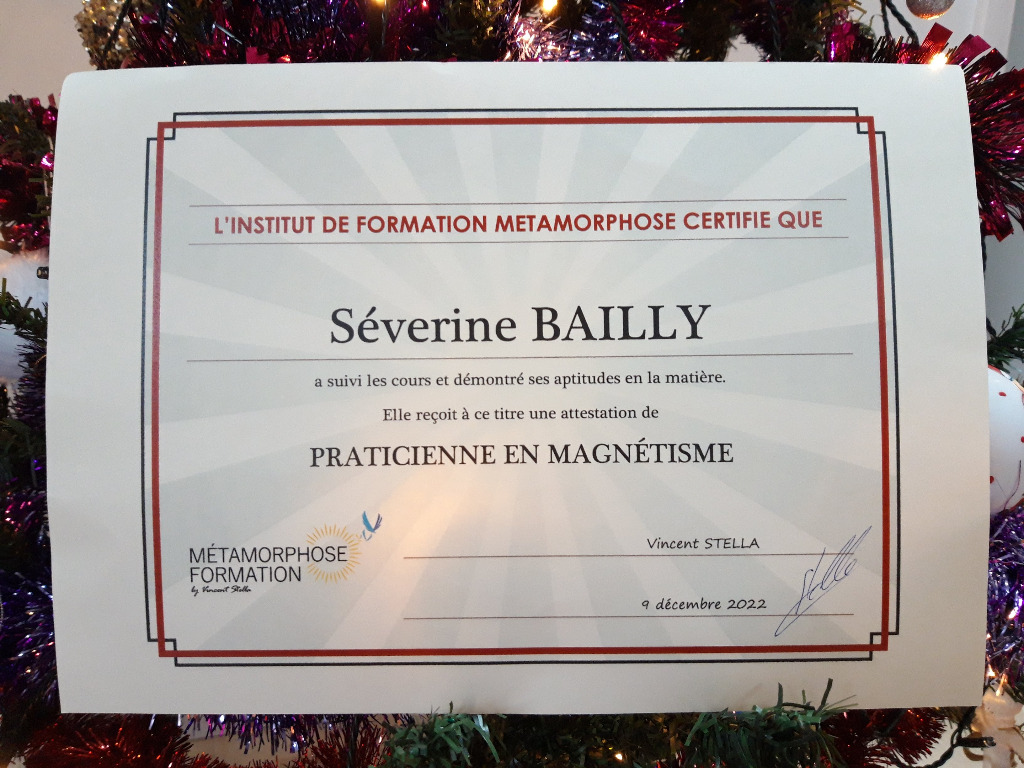 L'INSTITUT DE FORMATION METAMORPHOSE CERTIFIE QUE
Séverine BAILLY
a suivi les cours et démontré ses aptitudes en la matière.
Elle reçoit à ce titre une attestation de
PRATICIENNE EN MAGNÉTISME
MÉTAMORPHOSE
FORMATION
by Vincent Stella
Vincent STELLA
Stella
9 décembre 2022